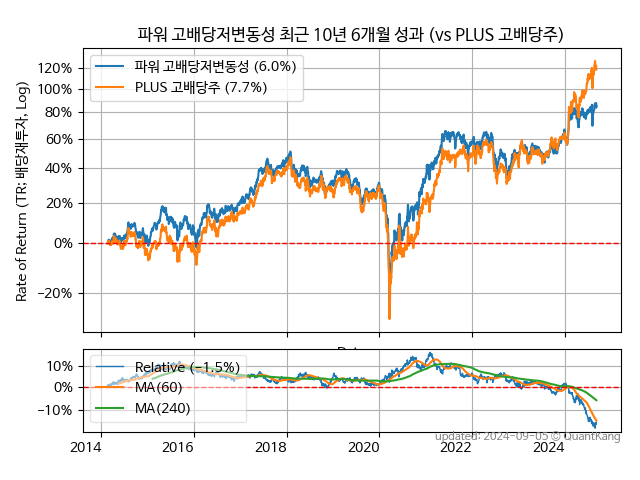 파워 고배당저변동성 최근 10년 6개월 성과 (vs PLUS 고배당주)
Rate of Return (TR: 배당재투자, Log)
파워 고배당저변동성 (6.0%)
PLUS 고배당주 (7.7%)
120%
100%
80%
60%
40%
20%
0%
−20%
Relative (−1.5%)
MA(60)
MA(240)
10%
0%
−10%
2014 2016 2018 2020 2022 2024
updated: 2024-09-05 © QuantKang